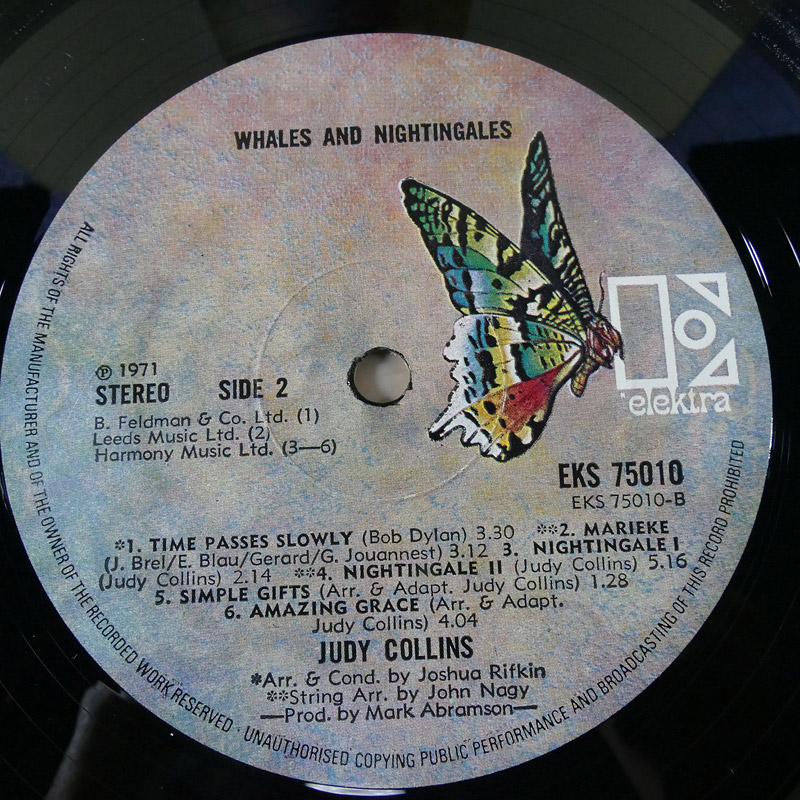 WHALES AND NIGHTINGALES
elektra
℗ 1971
STEREO SIDE 2
B. Feldman & Co. Ltd. (1)
Leeds Music Ltd. (2)
Harmony Music Ltd. (3—6)
EKS 75010
EKS 75010-B
*1. TIME PASSES SLOWLY (Bob Dylan) 3.30 **2. MARIEKE
(J. Brel/E. Blau/Gerard/G. Jouannest) 3.12 3. NIGHTINGALE I
(Judy Collins) 2.14 **4. NIGHTINGALE II (Judy Collins) 5.16
5. SIMPLE GIFTS (Arr. & Adapt. Judy Collins) 1.28
6. AMAZING GRACE (Arr. & Adapt.
Judy Collins) 4.04
JUDY COLLINS
*Arr. & Cond. by Joshua Rifkin
**String Arr. by John Nagy
—Prod. by Mark Abramson—
ALL RIGHTS OF THE MANUFACTURER AND OF THE OWNER OF THE RECORDED WORK RESERVED · UNAUTHORISED COPYING PUBLIC PERFORMANCE AND BROADCASTING OF THIS RECORD PROHIBITED